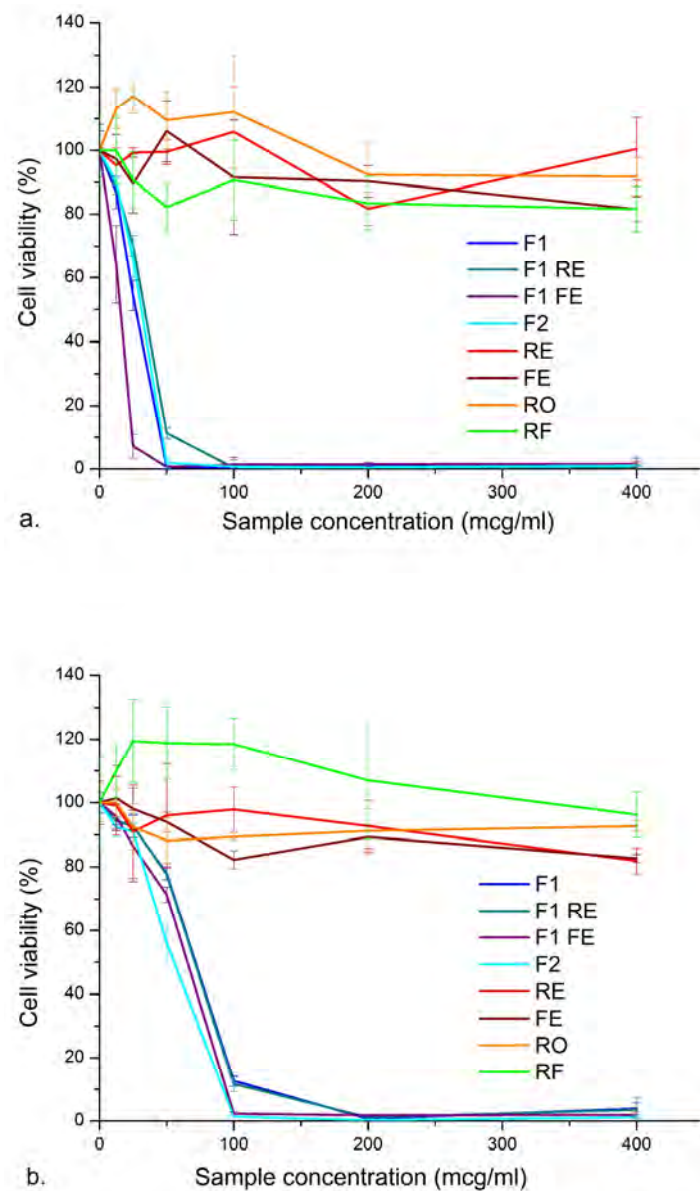 140
120
100
80
60
40
20
0
Cell viability (%)
F1
F1 RE
F1 FE
F2
RE
FE
RO
RF
0 100 200 300 400
a. Sample concentration (mcg/ml)
140
120
100
80
60
40
20
0
Cell viability (%)
F1
F1 RE
F1 FE
F2
RE
FE
RO
RF
0 100 200 300 400
b. Sample concentration (mcg/ml)